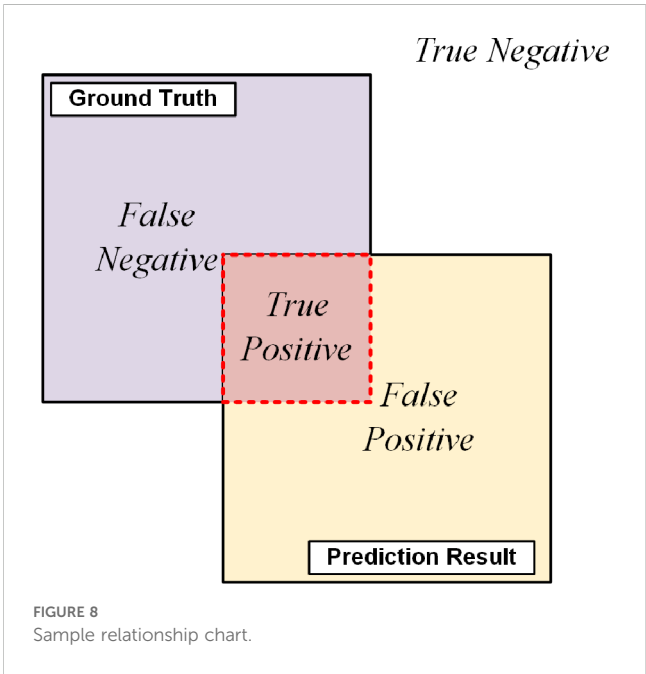 True Negative
Ground Truth
False
Negative
True
Positive
False
Positive
Prediction Result
FIGURE 8
Sample relationship chart.